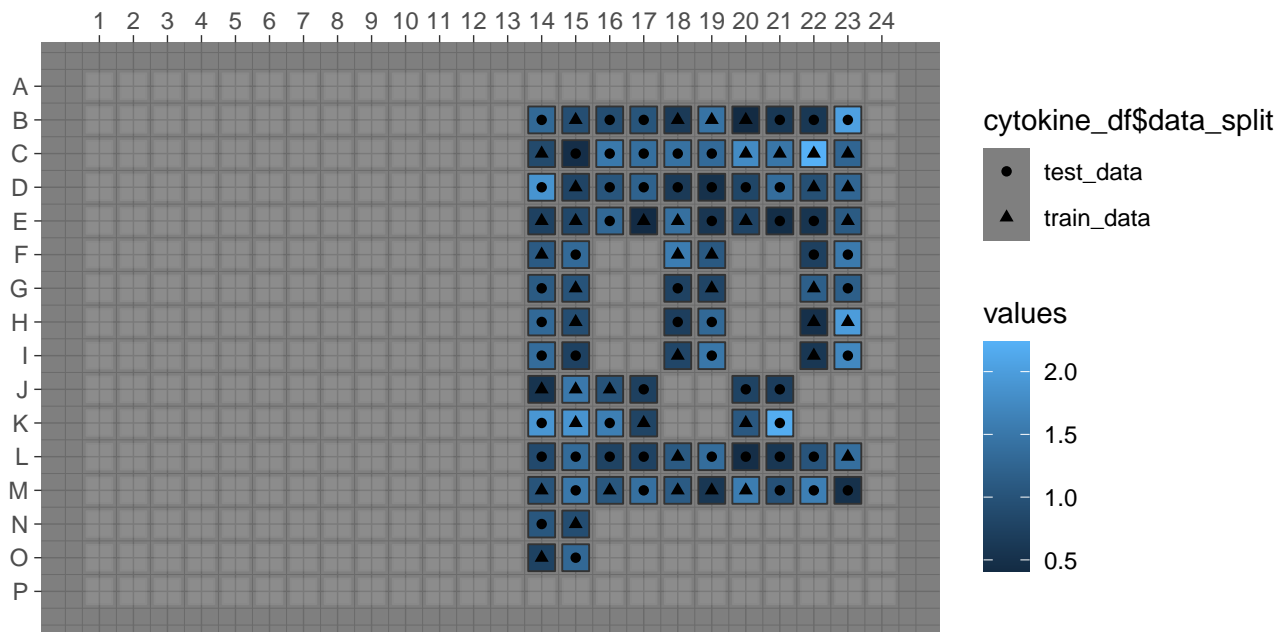 1 2 3 4 5 6 7 8 9 10 11 12 13 14 15 16 17 18 19 20 21 22 23 24
A
B
C
D
E
F
G
H
I
J
K
L
M
N
O
P
cytokine_df$data_split
test_data
train_data
values
2.0
1.5
1.0
0.5